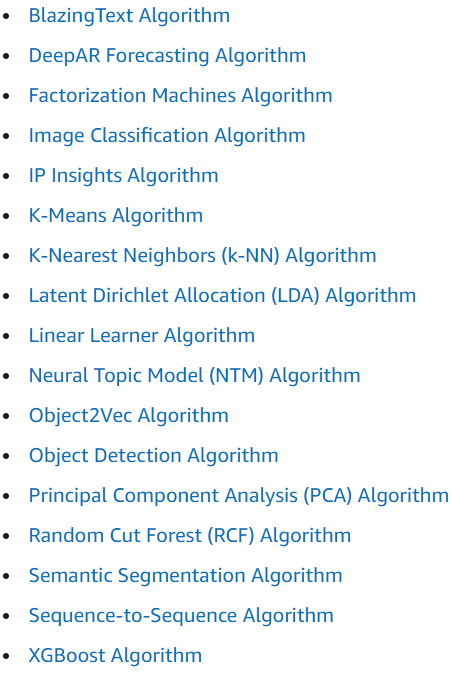 • BlazingText Algorithm
• DeepAR Forecasting Algorithm
• Factorization Machines Algorithm
• Image Classification Algorithm
• IP Insights Algorithm
• K-Means Algorithm
• K-Nearest Neighbors (k-NN) Algorithm
• Latent Dirichlet Allocation (LDA) Algorithm
• Linear Learner Algorithm
• Neural Topic Model (NTM) Algorithm
• Object2Vec Algorithm
• Object Detection Algorithm
• Principal Component Analysis (PCA) Algorithm
• Random Cut Forest (RCF) Algorithm
• Semantic Segmentation Algorithm
• Sequence-to-Sequence Algorithm
• XGBoost Algorithm